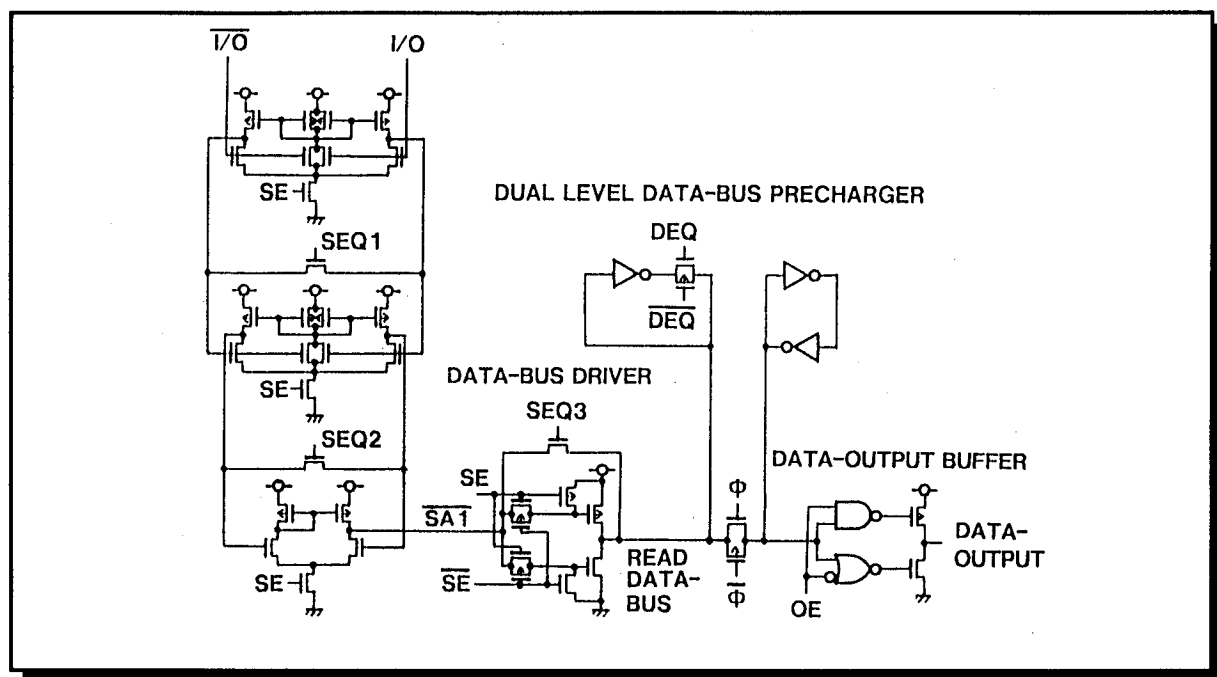 I/O
I/O
SE
SEQ1
SE
SEQ2
SE
DUAL LEVEL DATA-BUS PRECHARGER
DEQ
DEQ
DATA-BUS DRIVER
SEQ3
SE
SA1
SE
READ
DATA-
BUS
Φ
Φ
DATA-OUTPUT BUFFER
DATA-
OUTPUT
OE